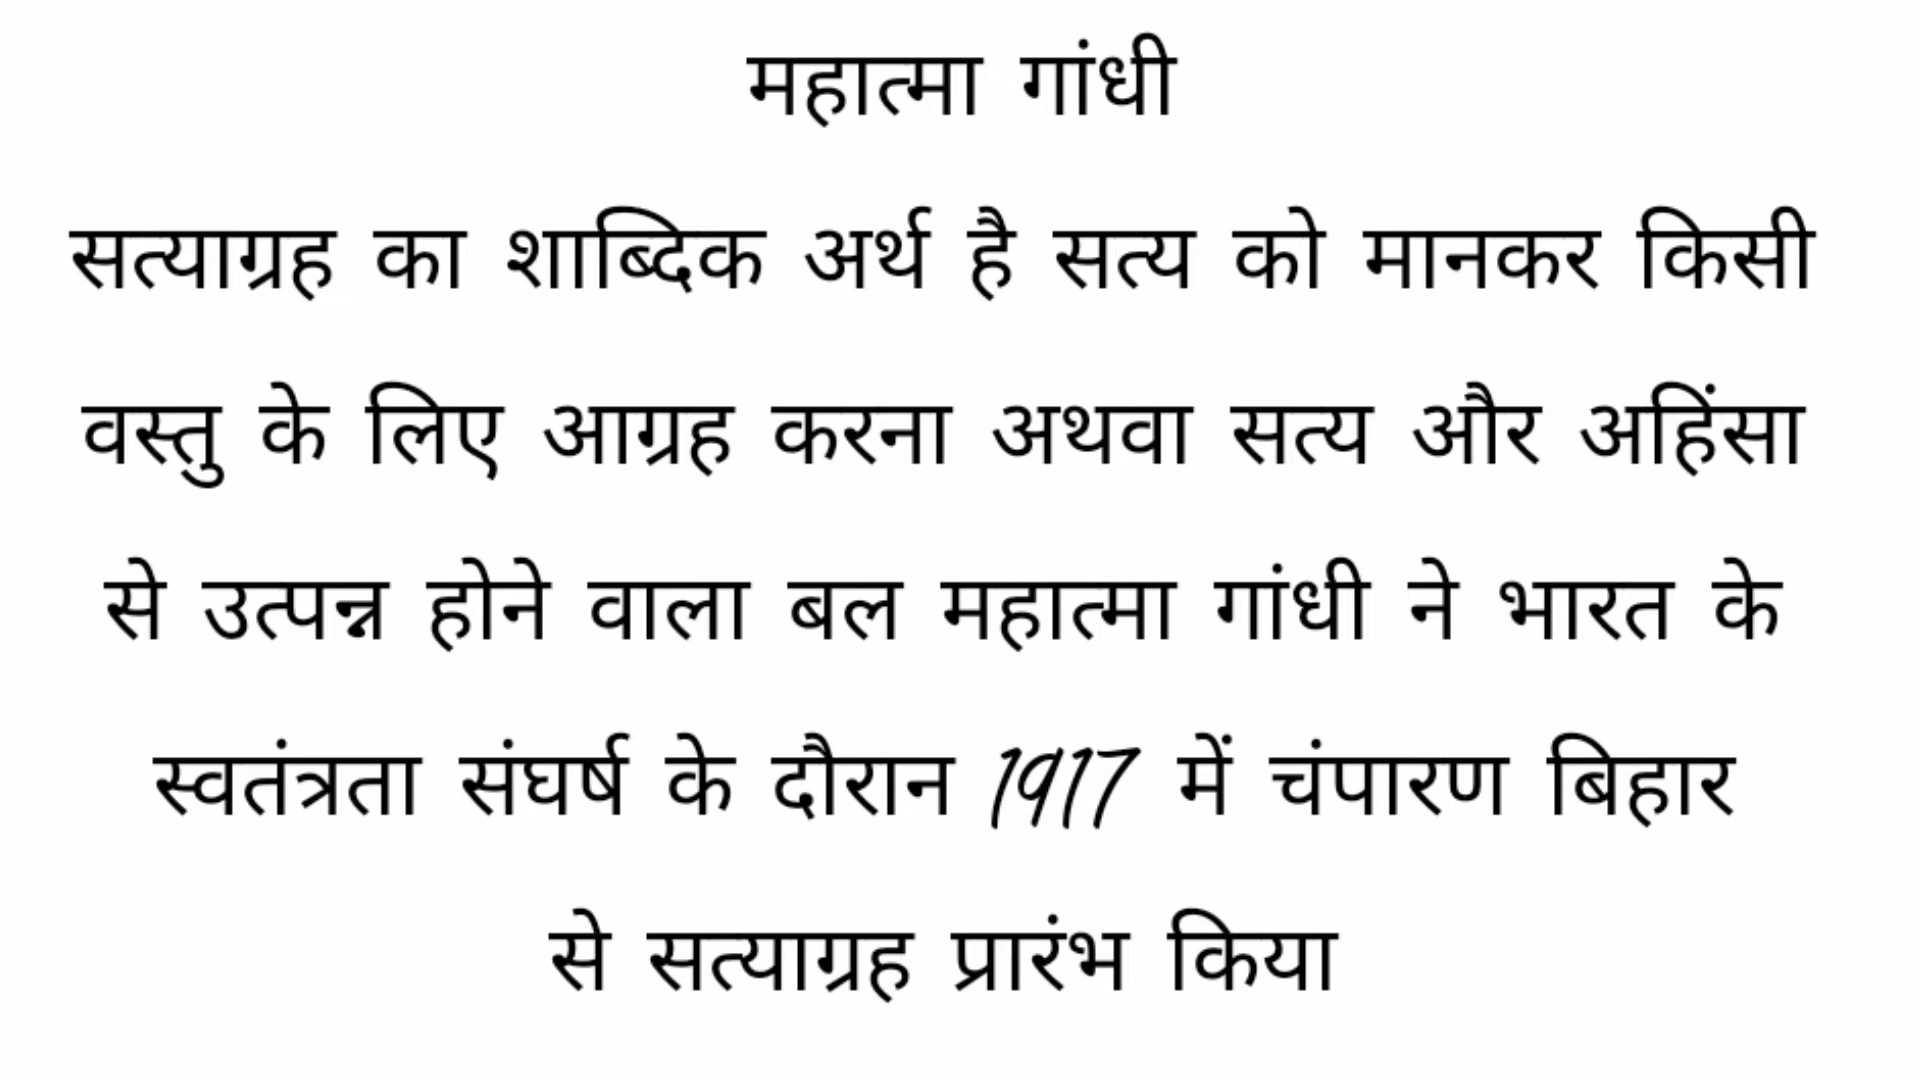 महात्मा गांधी
सत्याग्रह का शाब्दिक अर्थ है सत्य को मानकर किसी
वस्तु के लिए आग्रह करना अथवा सत्य और अहिंसा
से उत्पन्न होने वाला बल महात्मा गांधी ने भारत के
स्वतंत्रता संघर्ष के दौरान 1917 में चंपारण बिहार
से सत्याग्रह प्रारंभ किया